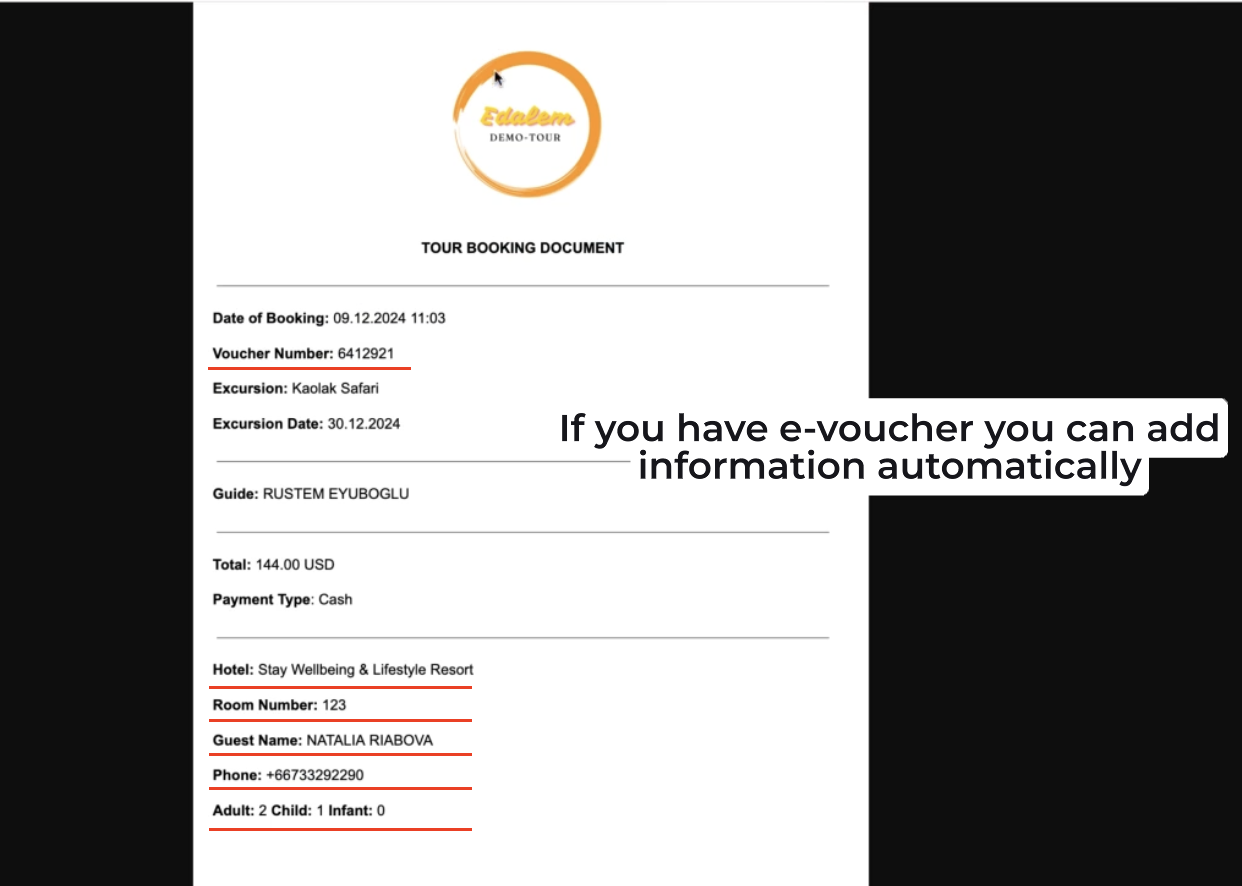 Edalem
DEMO-TOUR
TOUR BOOKING DOCUMENT
Date of Booking: 09.12.2024 11:03
Voucher Number: 6412921
Excursion: Kaolak Safari
Excursion Date: 30.12.2024
If you have e-voucher you can add
information automatically
Guide: RUSTEM EYUBOGLU
Total: 144.00 USD
Payment Type: Cash
Hotel: Stay Wellbeing & Lifestyle Resort
Room Number: 123
Guest Name: NATALIA RIABOVA
Phone: +66733292290
Adult: 2 Child: 1 Infant: 0